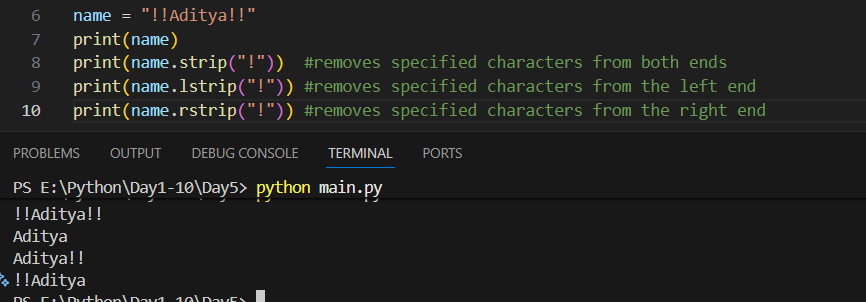 6 name = "!!Aditya!!"
7 print(name)
8 print(name.strip("!")) #removes specified characters from both ends
9 print(name.lstrip("!")) #removes specified characters from the left end
10 print(name.rstrip("!")) #removes specified characters from the right end
PROBLEMS OUTPUT DEBUG CONSOLE TERMINAL PORTS
PS E:\Python\Day1-10\Day5> python main.py
!!Aditya!!
Aditya
Aditya!!
!!Aditya
PS E:\Python\Day1-10\Day5>